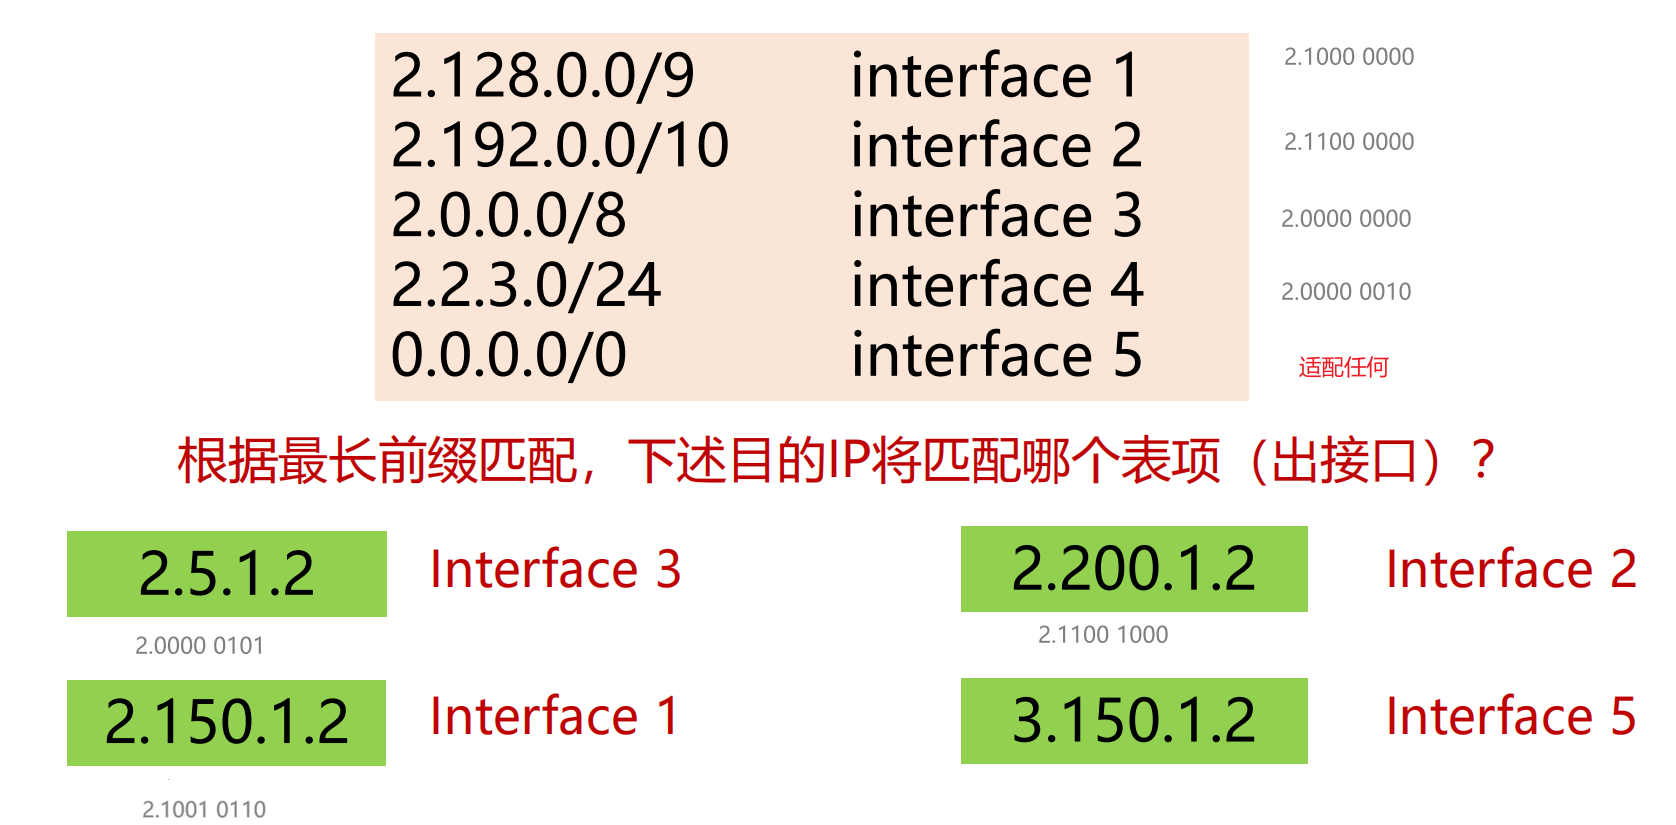 2.128.0.0/9 interface 1 2.1000 0000
2.192.0.0/10 interface 2 2.1100 0000
2.0.0.0/8 interface 3 2.0000 0000
2.2.3.0/24 interface 4 2.0000 0010
0.0.0.0/0 interface 5 适配任何
根据最长前缀匹配，下述目的IP将匹配哪个表项（出接口）？
2.5.1.2 Interface 3 2.200.1.2 Interface 2
2.0000 0101 2.1100 1000
2.150.1.2 Interface 1 3.150.1.2 Interface 5
2.1001 0110